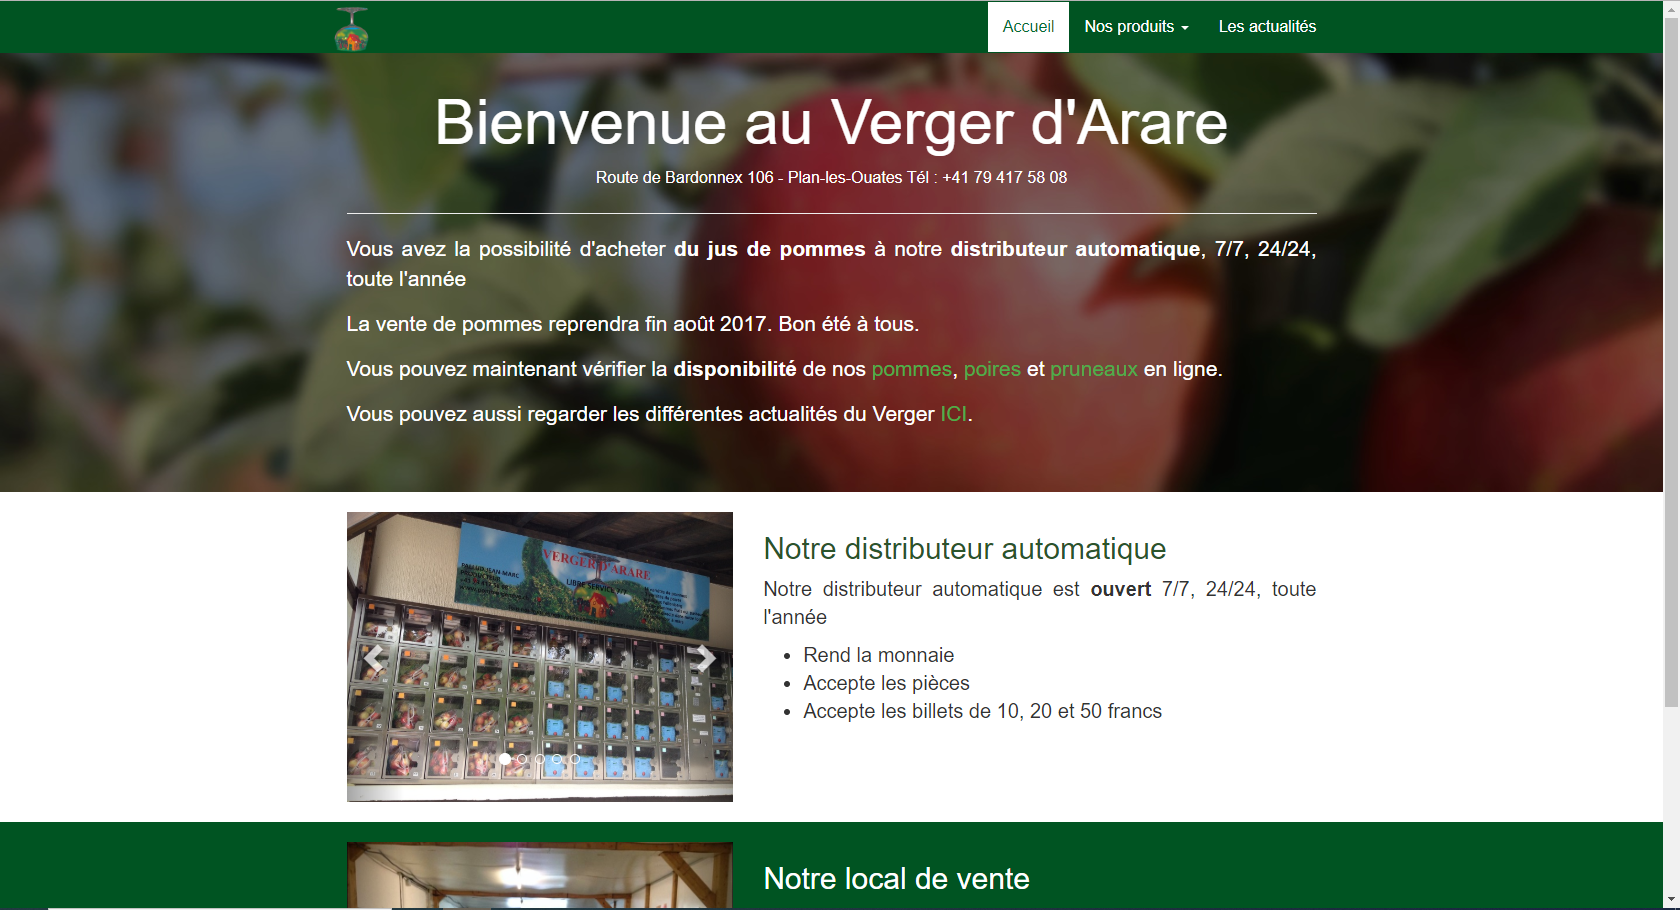 Accueil
Nos produits
Les actualités
Bienvenue au Verger d'Arare
Route de Bardonnex 106 - Plan-les-Ouates Tél : +41 79 417 58 08
Vous avez la possibilité d'acheter du jus de pommes à notre distributeur automatique, 7/7, 24/24,
toute l'année
La vente de pommes reprendra fin août 2017. Bon été à tous.
Vous pouvez maintenant vérifier la disponibilité de nos pommes, poires et pruneaux en ligne.
Vous pouvez aussi regarder les différentes actualités du Verger ICI.
VERGER D'ARARE
LIBRE SERVICE 7/7
Notre distributeur automatique
Notre distributeur automatique est ouvert 7/7, 24/24, toute
l'année
Rend la monnaie
Accepte les pièces
Accepte les billets de 10, 20 et 50 francs
Notre local de vente